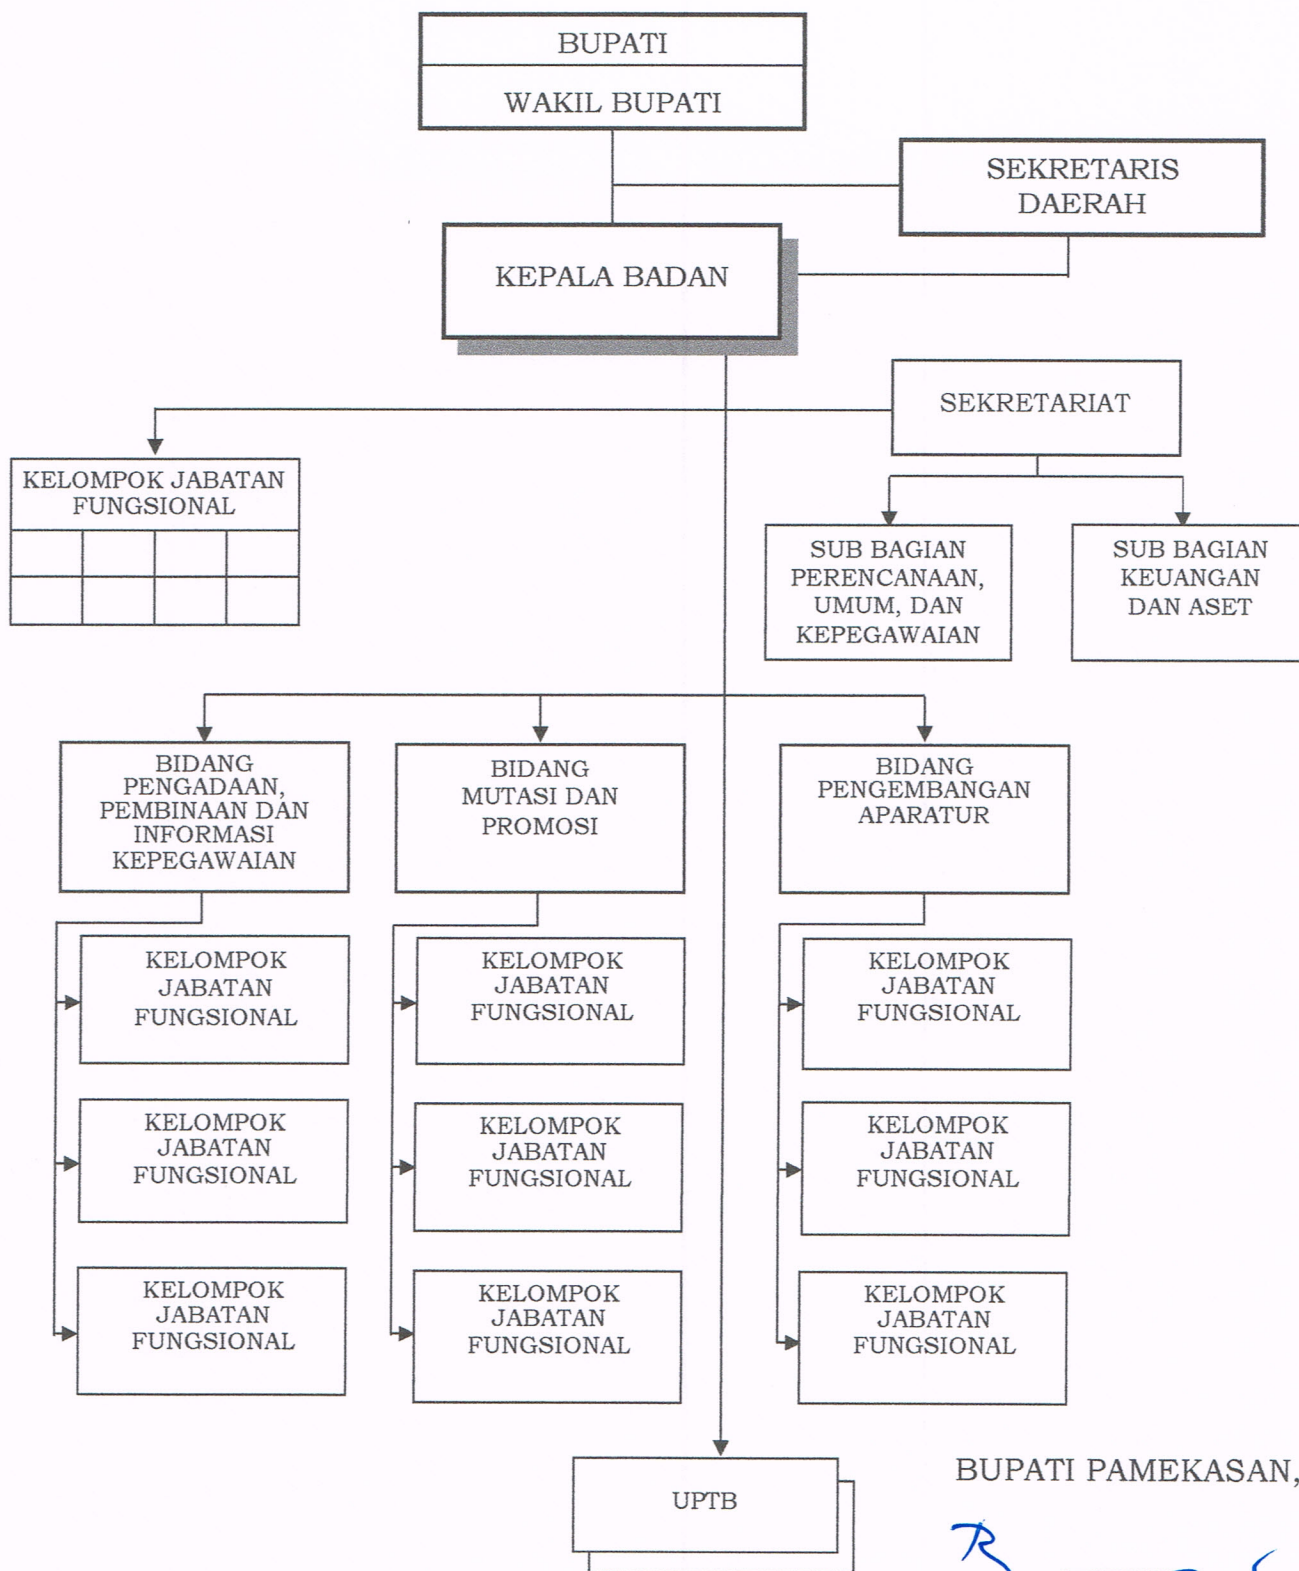 BUPATI
WAKIL BUPATI
SEKRETARIS
DAERAH
KEPALA BADAN
SEKRETARIAT
KELOMPOK JABATAN
FUNGSIONAL
SUB BAGIAN
PERENCANAAN,
UMUM, DAN
KEPEGAWAIAN
SUB BAGIAN
KEUANGAN
DAN ASET
BIDANG
PENGADAAN,
PEMBINAAN DAN
INFORMASI
KEPEGAWAIAN
BIDANG
MUTASI DAN
PROMOSI
BIDANG
PENGEMBANGAN
APARATUR
KELOMPOK
JABATAN
FUNGSIONAL
KELOMPOK
JABATAN
FUNGSIONAL
KELOMPOK
JABATAN
FUNGSIONAL
KELOMPOK
JABATAN
FUNGSIONAL
KELOMPOK
JABATAN
FUNGSIONAL
KELOMPOK
JABATAN
FUNGSIONAL
KELOMPOK
JABATAN
FUNGSIONAL
KELOMPOK
JABATAN
FUNGSIONAL
KELOMPOK
JABATAN
FUNGSIONAL
UPTB
BUPATI PAMEKASAN,